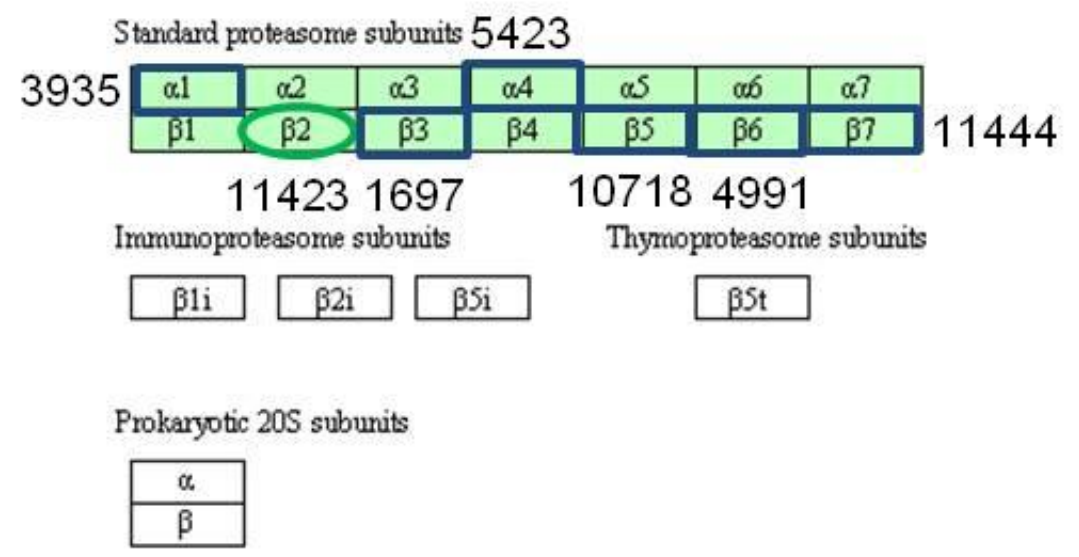 Standard proteasome subunits 5423
3935 α1 α2 α3 α4 α5 α6 α7
β1 β2 β3 β4 β5 β6 β7 11444
11423 1697 10718 4991
Immunoproteasome subunits Thymoproteasome subunits
β1i β2i β5i β5t
Prokaryotic 20S subunits
α
β